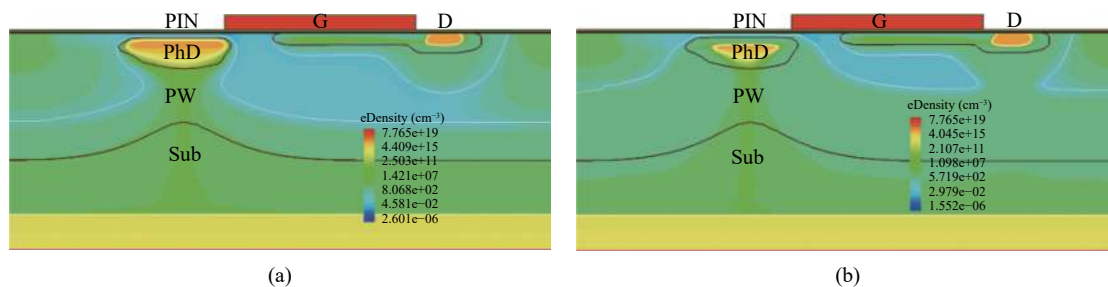 PIN G D
PhD
PW
Sub
eDensity (cm⁻³)
7.765e+19
4.409e+15
2.503e+11
1.421e+07
8.068e+02
4.581e−02
2.601e−06
(a)
PIN G D
PhD
PW
Sub
eDensity (cm⁻³)
7.765e+19
4.045e+15
2.107e+11
1.098e+07
5.719e+02
2.979e−02
1.552e−06
(b)